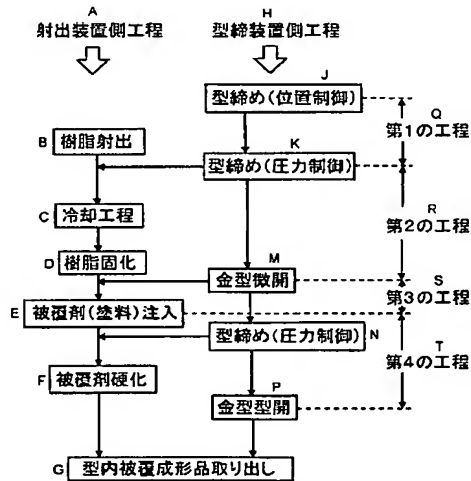 A
射出装置側工程
H
型締装置側工程
J
型締め(位置制御)
Q
第1の工程
B 樹脂射出
K
型締め(圧力制御)
C 冷却工程
R
第2の工程
D 樹脂固化
M
金型微開
S
第3の工程
E 被覆剤(塗料)注入
型締め(圧力制御) N
T
第4の工程
F 被覆剤硬化
P
金型型開
G 型内被覆成形品取り出し